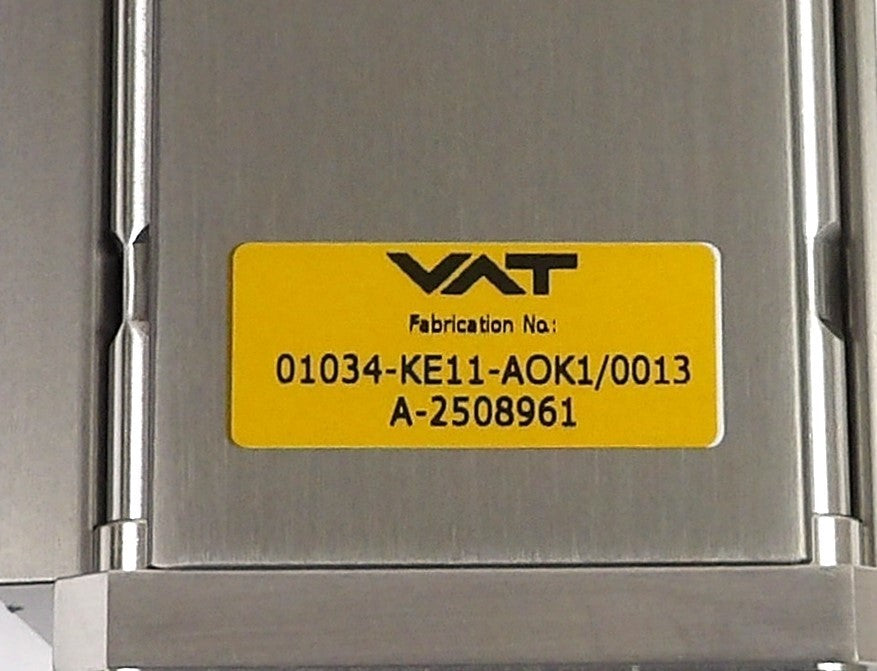 VAT
Fabrication No.:
01034-KE11-AOK1/0013
A-2508961